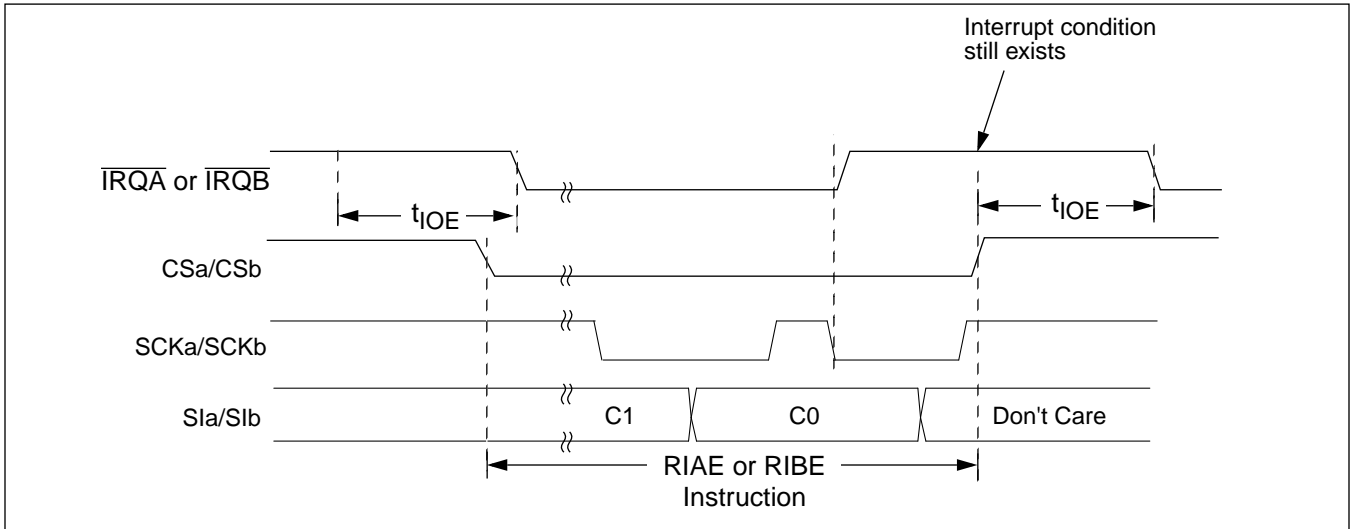 Interrupt condition
still exists
IRQA or IRQB
tIOE
tIOE
CSa/CSb
SCKa/SCKb
SIa/SIb
C1
C0
Don't Care
RIAE or RIBE
Instruction